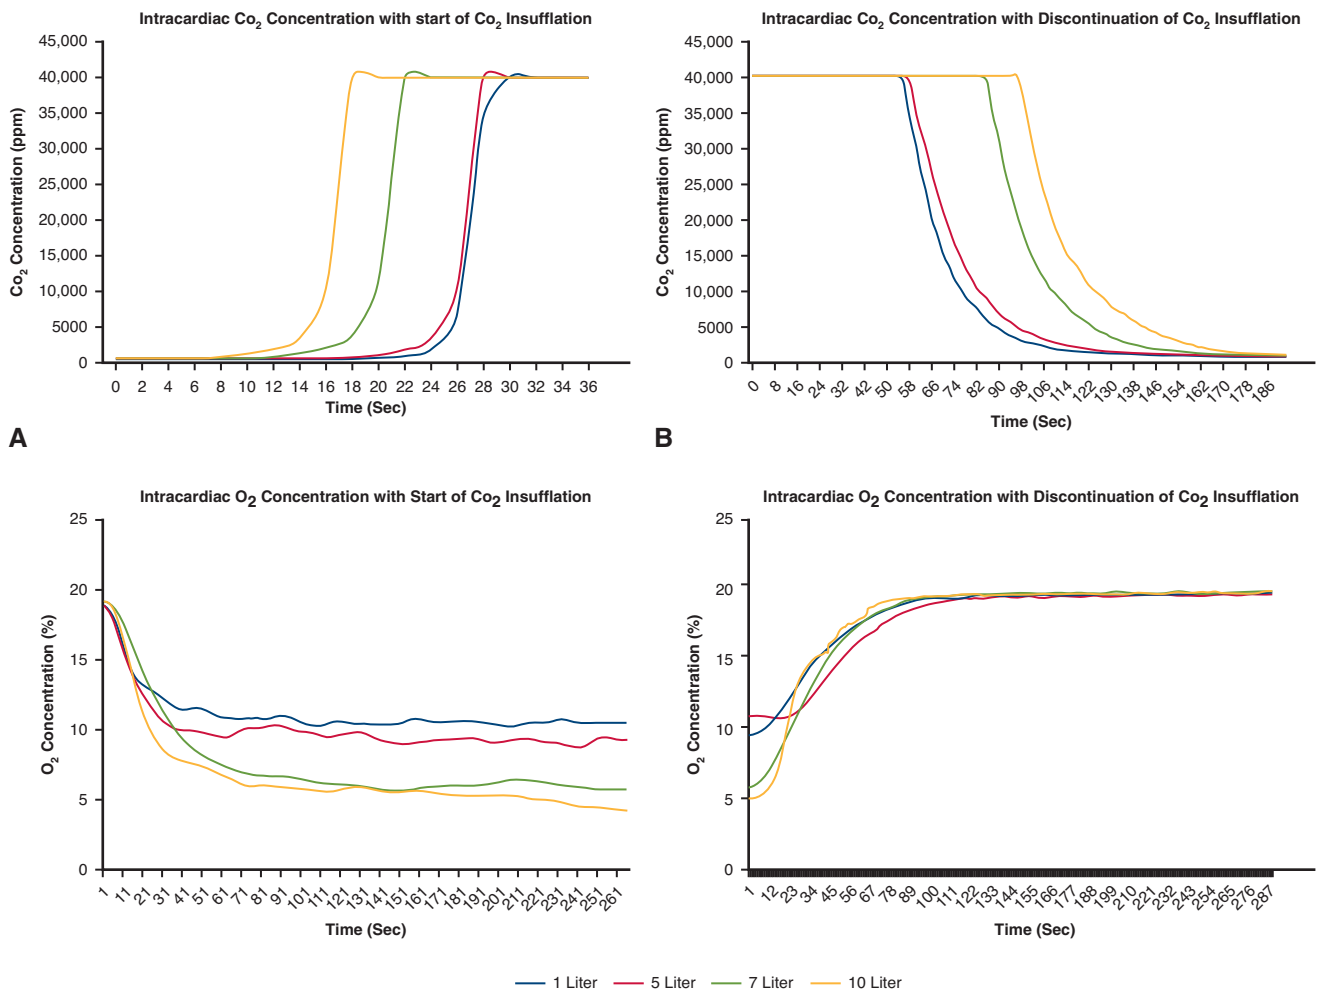 Intracardiac Co2 Concentration with start of Co2 Insufflation
45,000
40,000
35,000
30,000
25,000
20,000
15,000
10,000
5000
0
Co2 Concentration (ppm)
0 2 4 6 8 10 12 14 16 18 20 22 24 26 28 30 32 34 36
Time (Sec)
A
Intracardiac Co2 Concentration with Discontinuation of Co2 Insufflation
45,000
40,000
35,000
30,000
25,000
20,000
15,000
10,000
5000
0
Co2 Concentration (ppm)
0 8 16 24 32 42 50 58 66 74 82 90 98 106 114 122 130 138 146 154 162 170 178 186
Time (Sec)
B
Intracardiac O2 Concentration with Start of Co2 Insufflation
25
20
15
10
5
0
O2 Concentration (%)
1 11 21 31 41 51 61 71 81 91 101 111 121 131 141 151 161 171 181 191 201 211 221 231 241 251 261
Time (Sec)
Intracardiac O2 Concentration with Discontinuation of Co2 Insufflation
25
20
15
10
5
0
O2 Concentration (%)
1 12 23 34 45 56 67 78 89 100 111 122 133 144 155 166 177 188 199 210 221 232 243 254 265 276 287
Time (Sec)
1 Liter 5 Liter 7 Liter 10 Liter